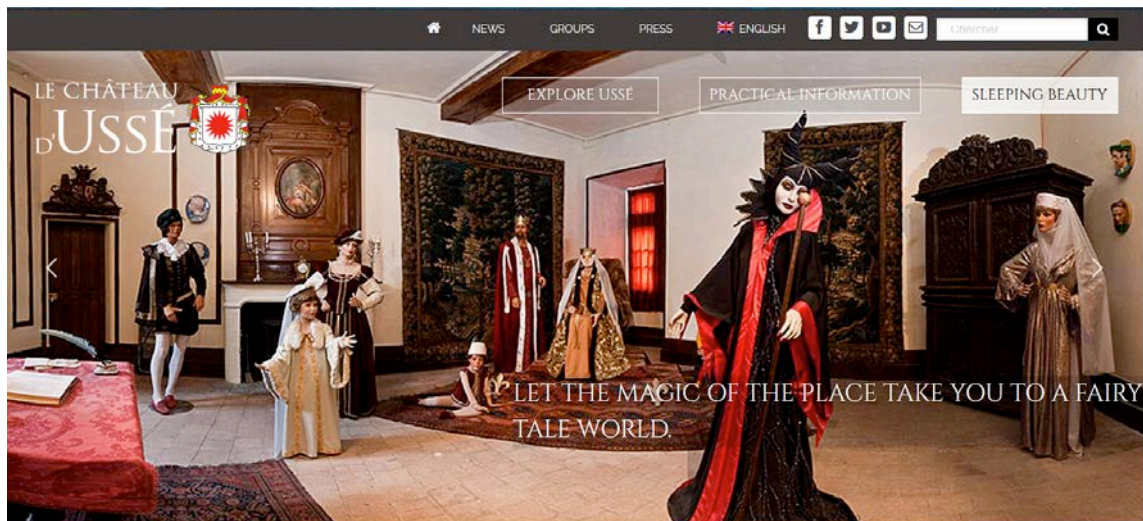 NEWS GROUPS PRESS ENGLISH Chercher
LE CHÂTEAU
D'USSÉ
EXPLORE USSÉ PRACTICAL INFORMATION SLEEPING BEAUTY
LET THE MAGIC OF THE PLACE TAKE YOU TO A FAIRY
TALE WORLD.